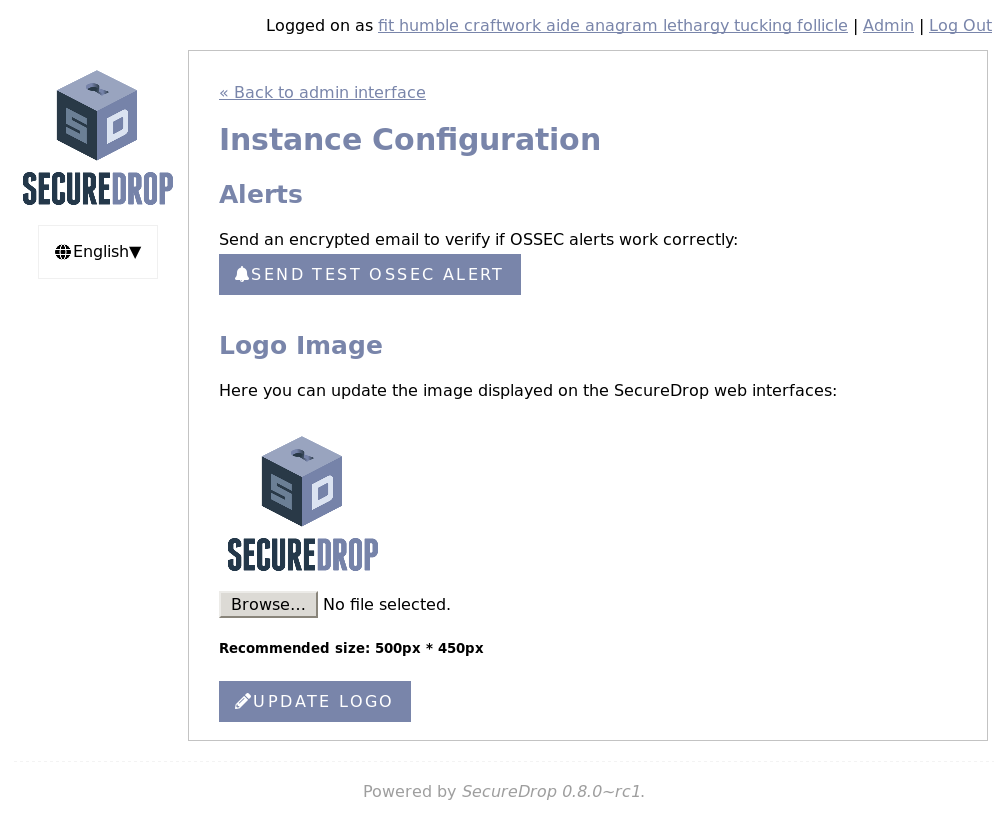 Logged on as fit humble craftwork aide anagram lethargy tucking follicle | Admin | Log Out
SD
SECUREDROP
English▼
« Back to admin interface
Instance Configuration
Alerts
Send an encrypted email to verify if OSSEC alerts work correctly:
SEND TEST OSSEC ALERT
Logo Image
Here you can update the image displayed on the SecureDrop web interfaces:
SD
SECUREDROP
Browse... No file selected.
Recommended size: 500px * 450px
UPDATE LOGO
Powered by SecureDrop 0.8.0~rc1.